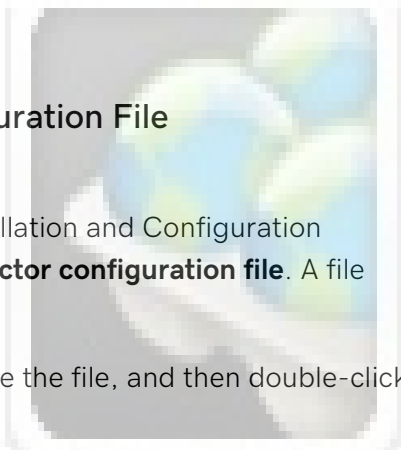 uration File
llation and Configuration
ctor configuration file. A file
e the file, and then double-click